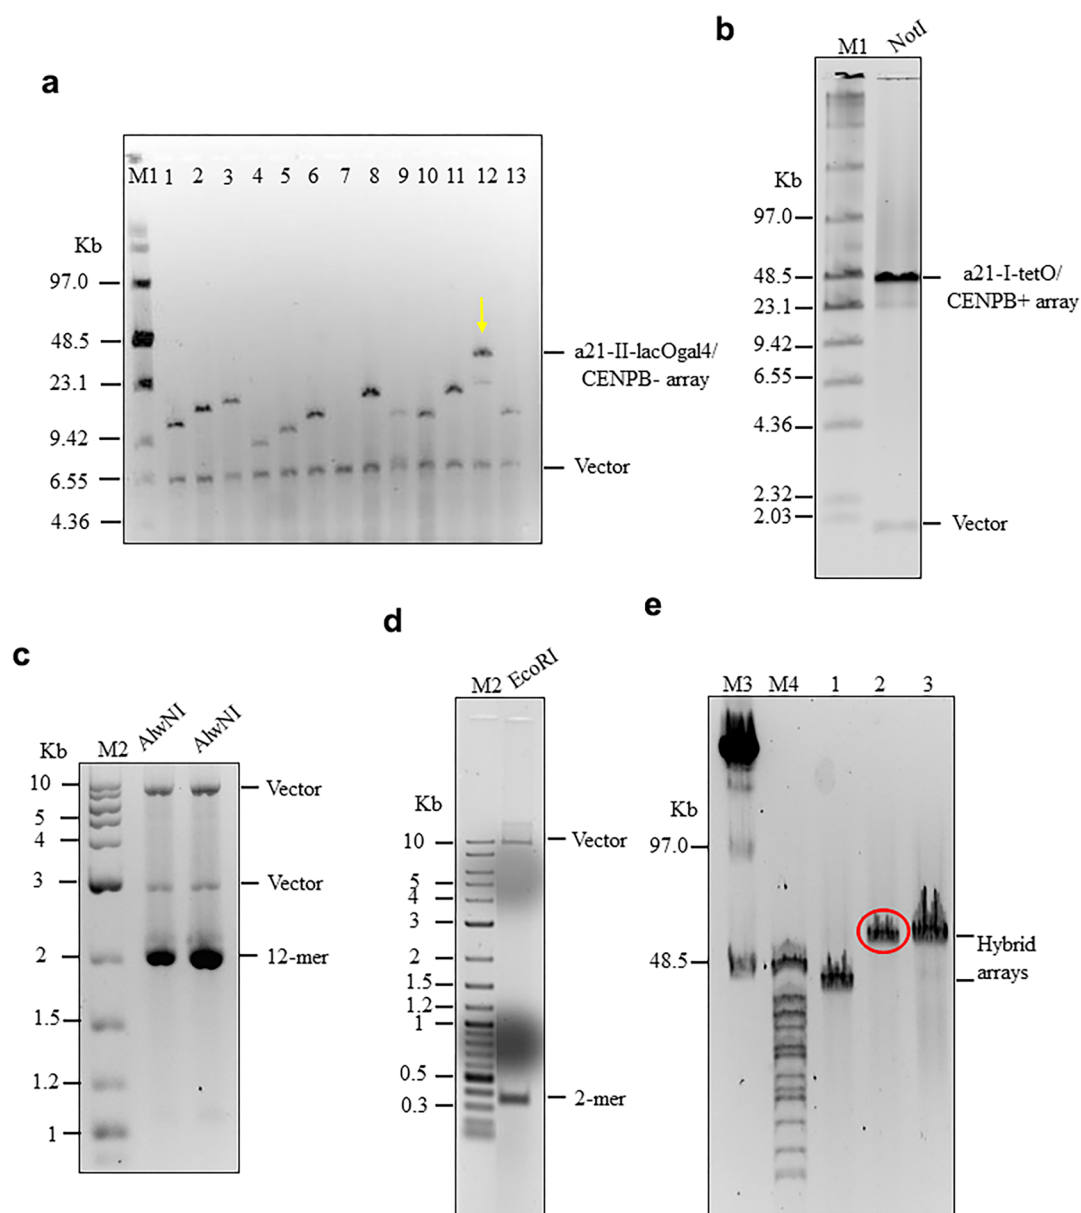 a
M1 1 2 3 4 5 6 7 8 9 10 11 12 13
Kb
97.0
48.5
23.1
9.42
6.55
4.36
a21-II-lacOgal4/
CENPB- array
Vector
b
M1 NotI
Kb
97.0
48.5
23.1
9.42
6.55
4.36
2.32
2.03
a21-I-tetO/
CENPB+ array
Vector
c
Kb M2 AlwNI AlwNI
10
5
4
3
2
1.5
1.2
1
Vector
Vector
12-mer
d
M2 EcoRI
Kb
10
5
4
3
2
1.5
1.2
1
0.5
0.3
Vector
2-mer
e
M3 M4 1 2 3
Kb
97.0
48.5
Hybrid
arrays